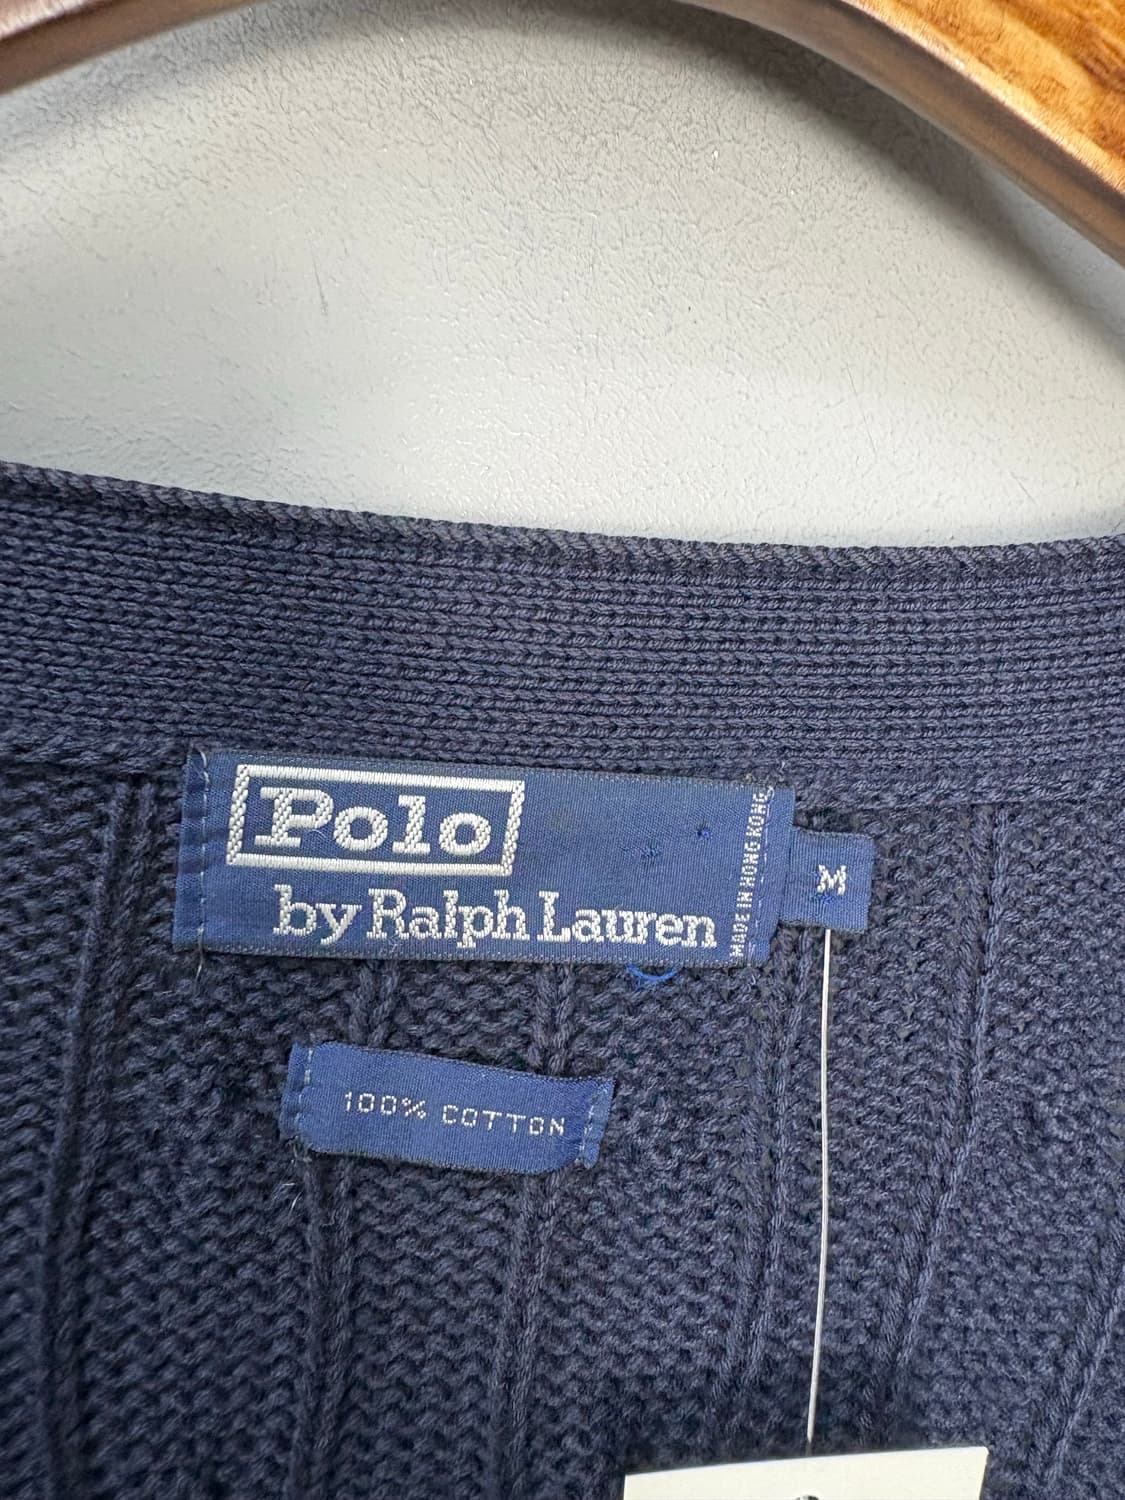 Polo
by Ralph Lauren
MADE IN HONG KONG
M
100% COTTON